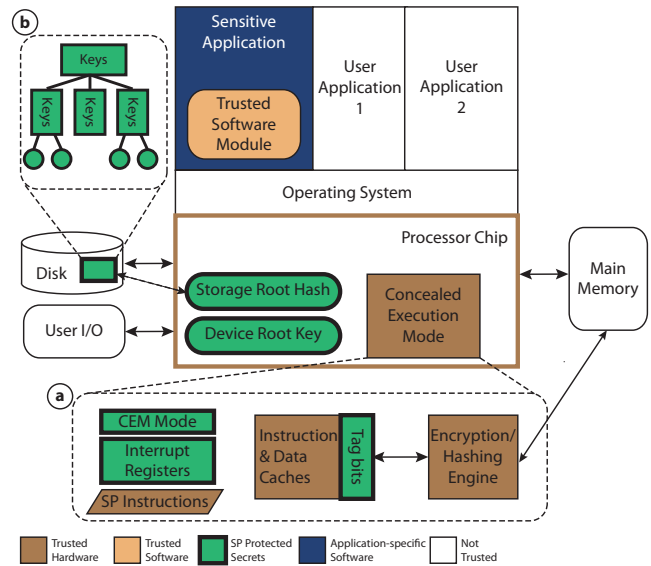 b
Keys
Keys
Keys
Keys
Sensitive
Application
Trusted
Software
Module
User
Application
1
User
Application
2
Operating System
Processor Chip
Disk
Storage Root Hash
Device Root Key
Concealed
Execution
Mode
Main
Memory
User I/O
a
CEM Mode
Interrupt
Registers
SP Instructions
Instruction
& Data
Caches
Tag bits
Encryption/
Hashing
Engine
Trusted
Hardware
Trusted
Software
SP Protected
Secrets
Application-specific
Software
Not
Trusted